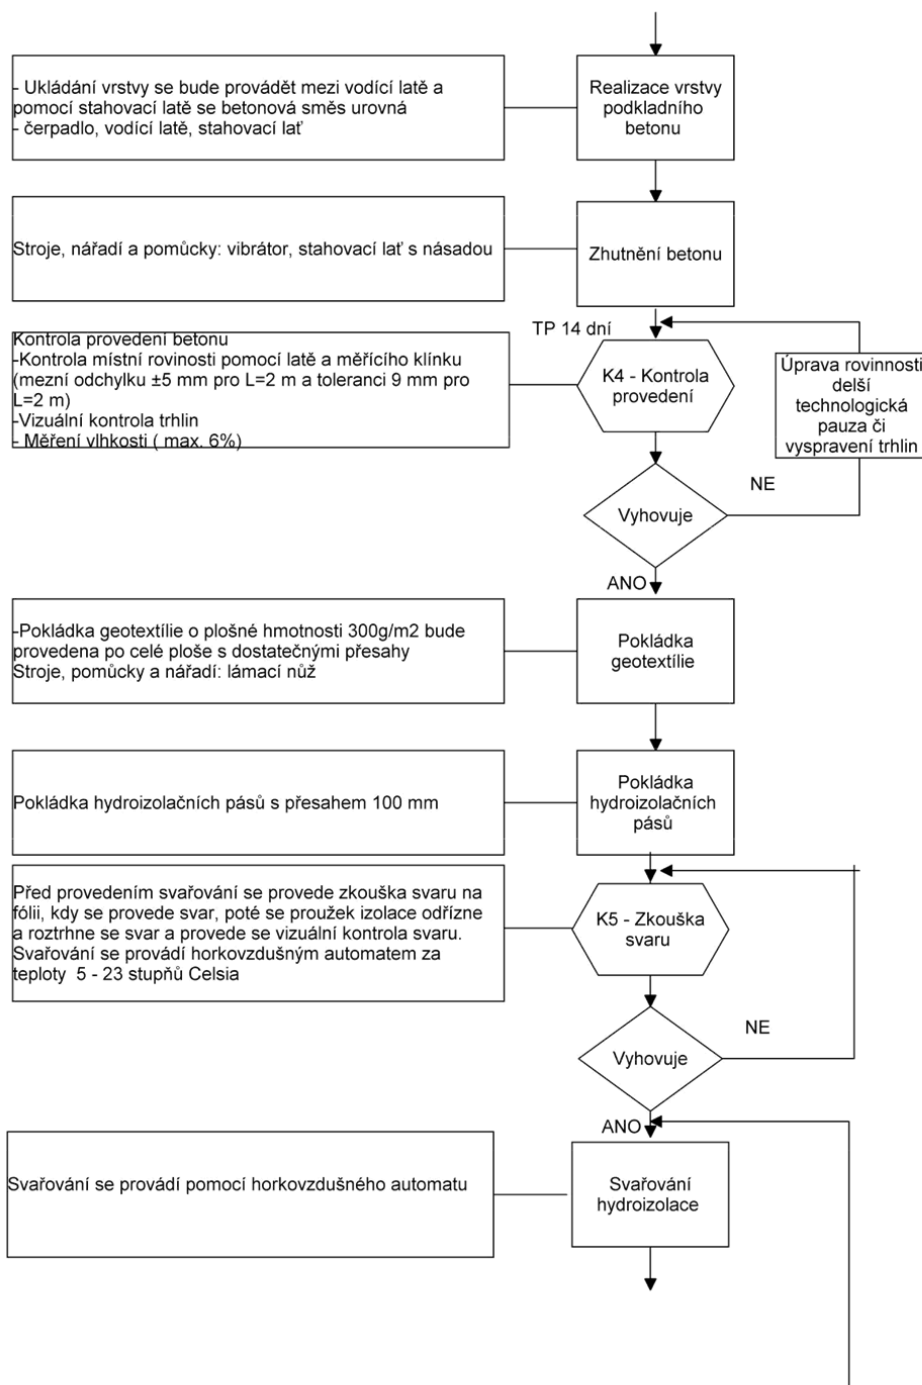 - Ukládání vrstvy se bude provádět mezi vodící latě a
pomocí stahovací latě se betonová směs urovná
- čerpadlo, vodící latě, stahovací lať
Realizace vrstvy
podkladního
betonu
Stroje, nářadí a pomůcky: vibrátor, stahovací lať s násadou
Zhutnění betonu
TP 14 dní
Kontrola provedení betonu
-Kontrola místní rovinosti pomocí latě a měřícího klínku
(mezní odchylku ±5 mm pro L=2 m a toleranci 9 mm pro
L=2 m)
-Vizuální kontrola trhlin
- Měření vlhkosti ( max. 6%)
K4 - Kontrola
provedení
Úprava rovinnosti
delší
technologická
pauza či
vyspravení trhlin
NE
Vyhovuje
ANO
-Pokládka geotextílie o plošné hmotnosti 300g/m2 bude
provedena po celé ploše s dostatečnými přesahy
Stroje, pomůcky a nářadí: lámací nůž
Pokládka
geotextílie
Pokládka hydroizolačních pásů s přesahem 100 mm
Pokládka
hydroizolačních
pásů
Před provedením svařování se provede zkouška svaru na
fólii, kdy se provede svar, poté se proužek izolace odřízne
a roztrhne se svar a provede se vizuální kontrola svaru.
Svařování se provádí horkovzdušným automatem za
teploty  5 - 23 stupňů Celsia
K5 - Zkouška
svaru
NE
Vyhovuje
ANO
Svařování se provádí pomocí horkovzdušného automatu
Svařování
hydroizolace